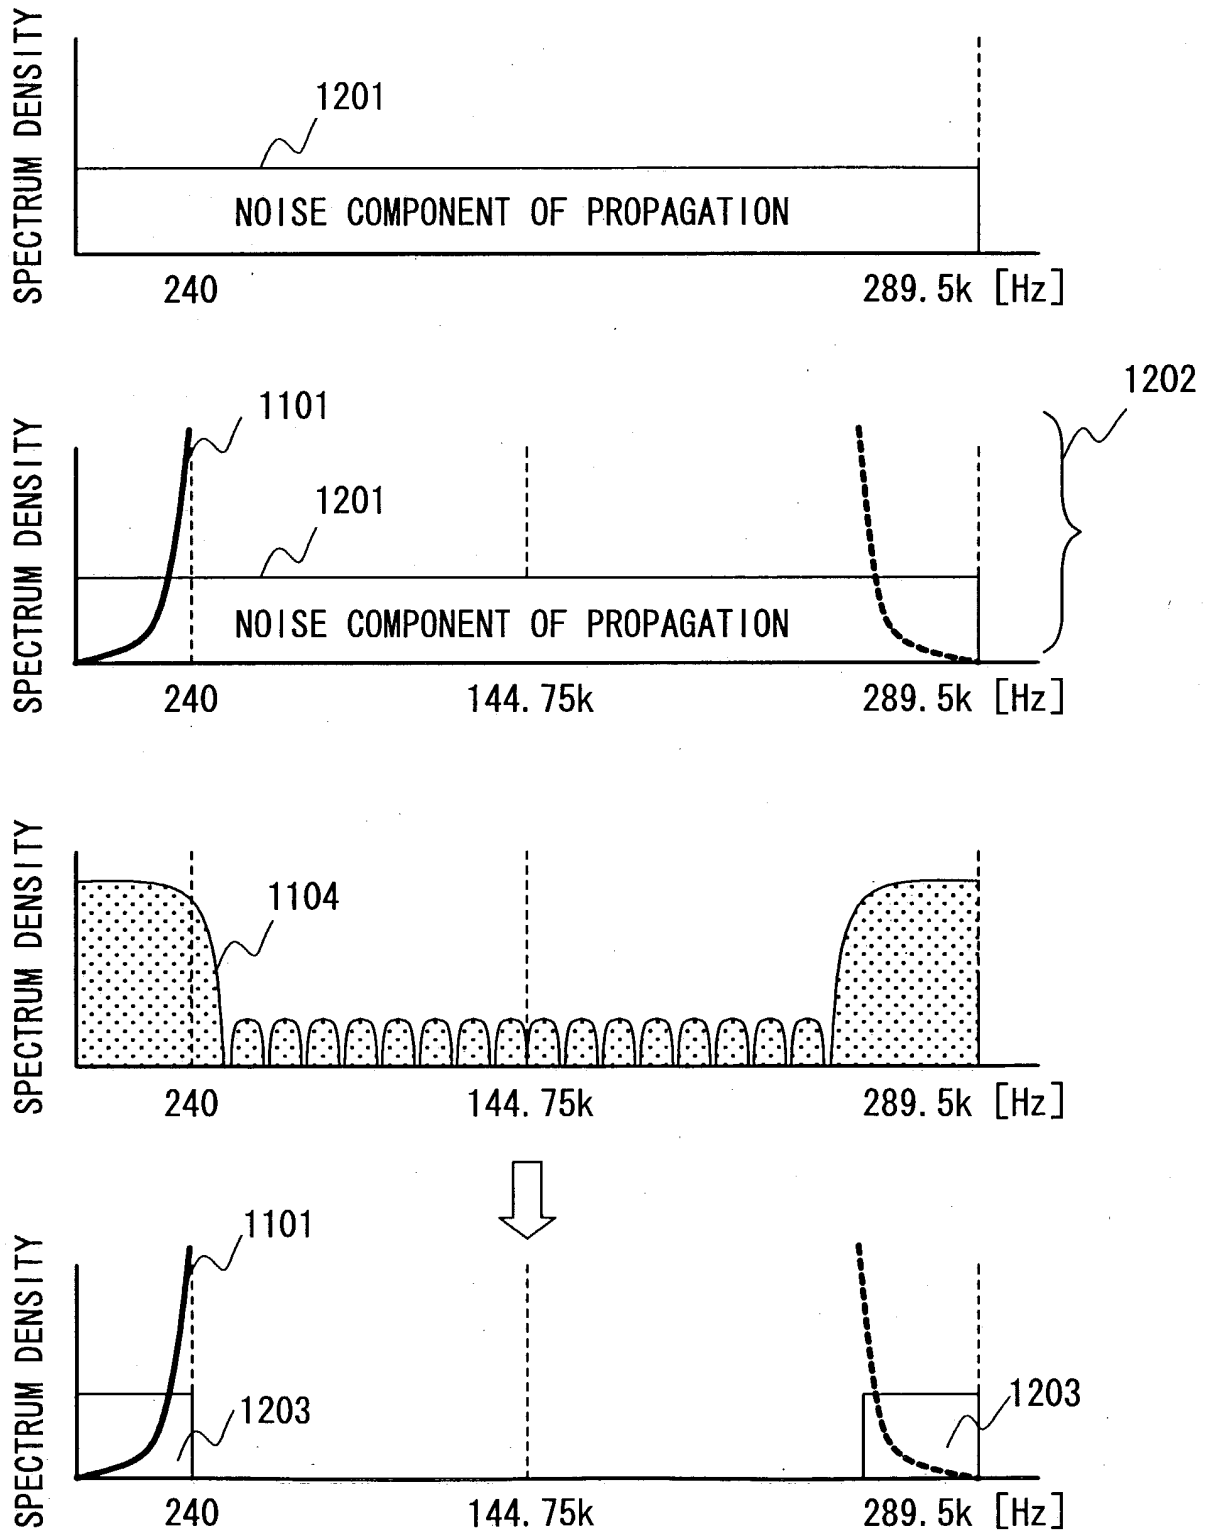 SPECTRUM DENSITY
1201
NOISE COMPONENT OF PROPAGATION
240
289.5k [Hz]
SPECTRUM DENSITY
1101
1201
1202
NOISE COMPONENT OF PROPAGATION
240
144.75k
289.5k [Hz]
SPECTRUM DENSITY
1104
240
144.75k
289.5k [Hz]
SPECTRUM DENSITY
1101
1203
1203
240
144.75k
289.5k [Hz]